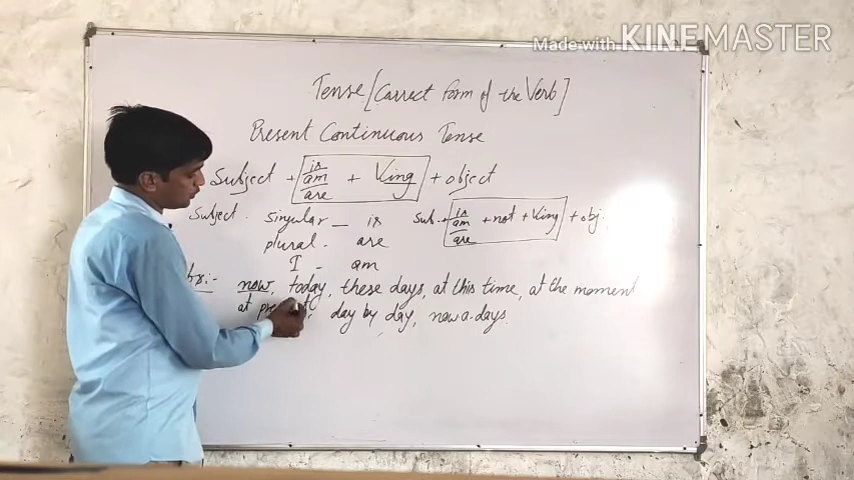 Made with KINEMASTER
Tense [Correct form of the Verb]
Present Continuous Tense
Subject + is am are + Ving + object
Subject. singular — is
plural - are
I - am
Sub. + is am are + not + Ving + obj.
now, today, these days, at this time, at the moment
at day by day, now a days.